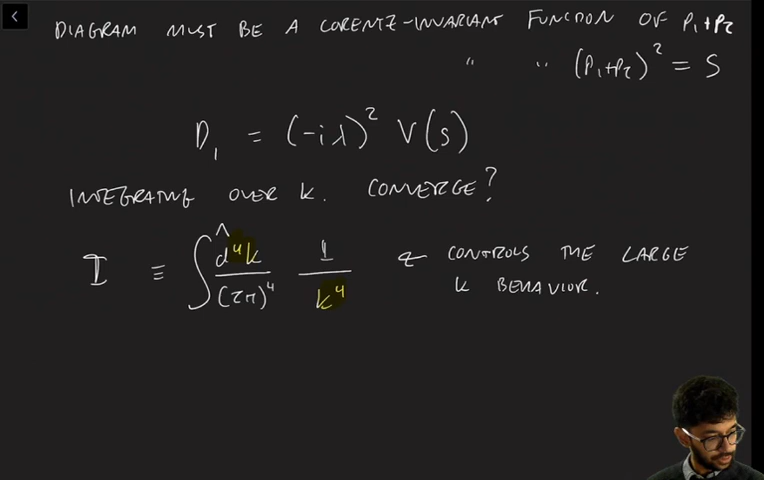 DIAGRAM MUST BE A LORENTZ-INVARIANT FUNCTION OF P₁+P₂
" " (P₁+P₂)² = S
D₁ = (-iλ)² V(s)
INTEGRATING OVER K. CONVERGE?
I ≡ ∫^Λ d⁴k/(2π)⁴ 1/k⁴ ← CONTROLS THE LARGE
K BEHAVIOR.